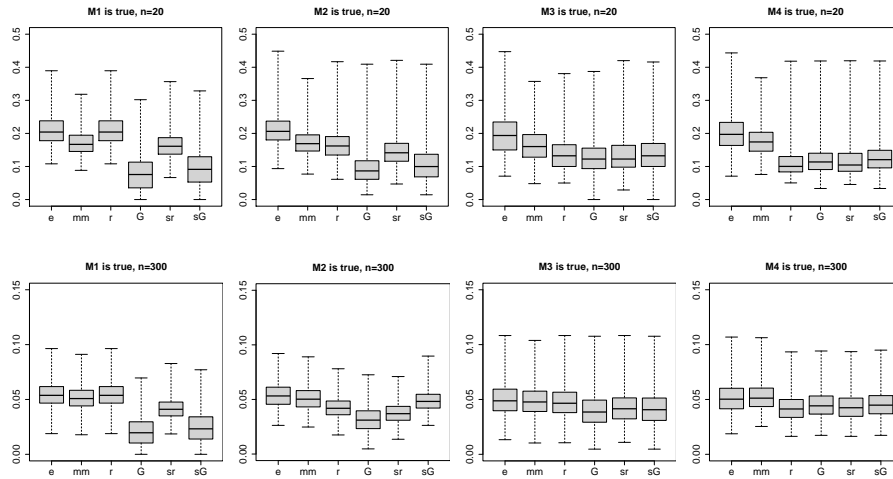 M1 is true, n=20
0.0 0.1 0.2 0.3 0.4 0.5
e mm r G sr sG
M2 is true, n=20
0.0 0.1 0.2 0.3 0.4 0.5
e mm r G sr sG
M3 is true, n=20
0.0 0.1 0.2 0.3 0.4 0.5
e mm r G sr sG
M4 is true, n=20
0.0 0.1 0.2 0.3 0.4 0.5
e mm r G sr sG
M1 is true, n=300
0.00 0.05 0.10 0.15
e mm r G sr sG
M2 is true, n=300
0.00 0.05 0.10 0.15
e mm r G sr sG
M3 is true, n=300
0.00 0.05 0.10 0.15
e mm r G sr sG
M4 is true, n=300
0.00 0.05 0.10 0.15
e mm r G sr sG